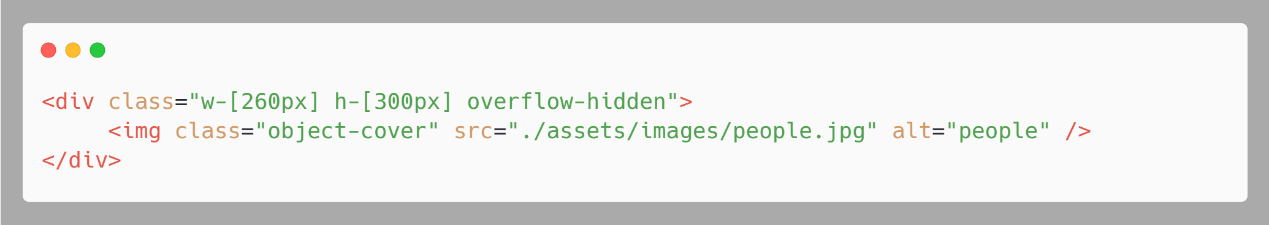 <div class="w-[260px] h-[300px] overflow-hidden">
     <img class="object-cover" src="./assets/images/people.jpg" alt="people" />
</div>